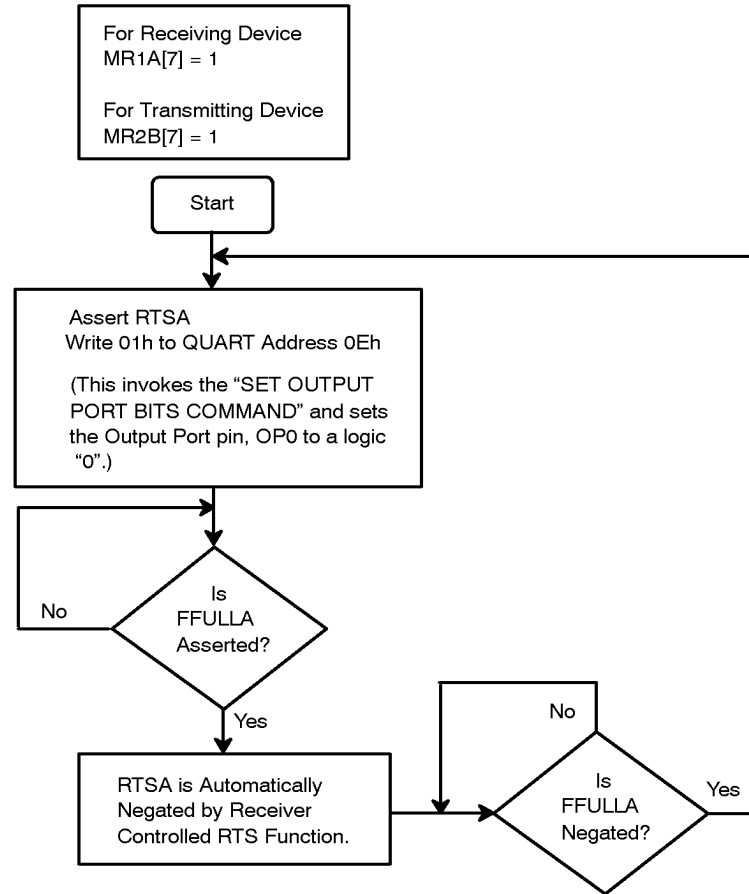 For Receiving Device
MR1A[7] = 1
For Transmitting Device
MR2B[7] = 1
Start
Assert RTSA
Write 01h to QUART Address 0Eh
(This invokes the “SET OUTPUT
PORT BITS COMMAND” and sets
the Output Port pin, OP0 to a logic
“0”.)
Is
FFULLA
Asserted?
No
Yes
RTSA is Automatically
Negated by Receiver
Controlled RTS Function.
No
Is
FFULLA
Negated?
Yes